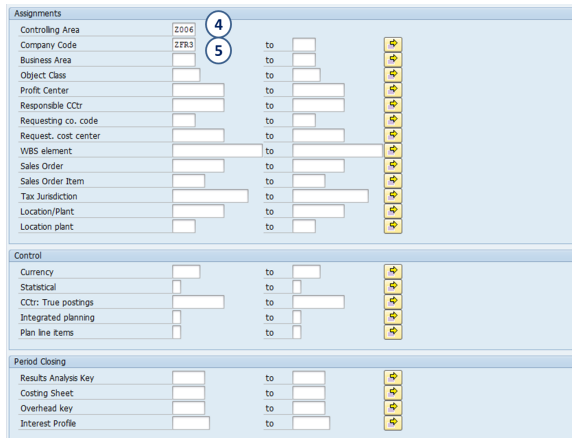 Assignments
Controlling Area Z006 4
Company Code ZFR3 5 to
Business Area to
Object Class to
Profit Center to
Responsible CCtr to
Requesting co. code to
Request. cost center to
WBS element to
Sales Order to
Sales Order Item to
Tax Jurisdiction to
Location/Plant to
Location plant to
Control
Currency to
Statistical to
CCtr: True postings to
Integrated planning to
Plan line items to
Period Closing
Results Analysis Key to
Costing Sheet to
Overhead key to
Interest Profile to